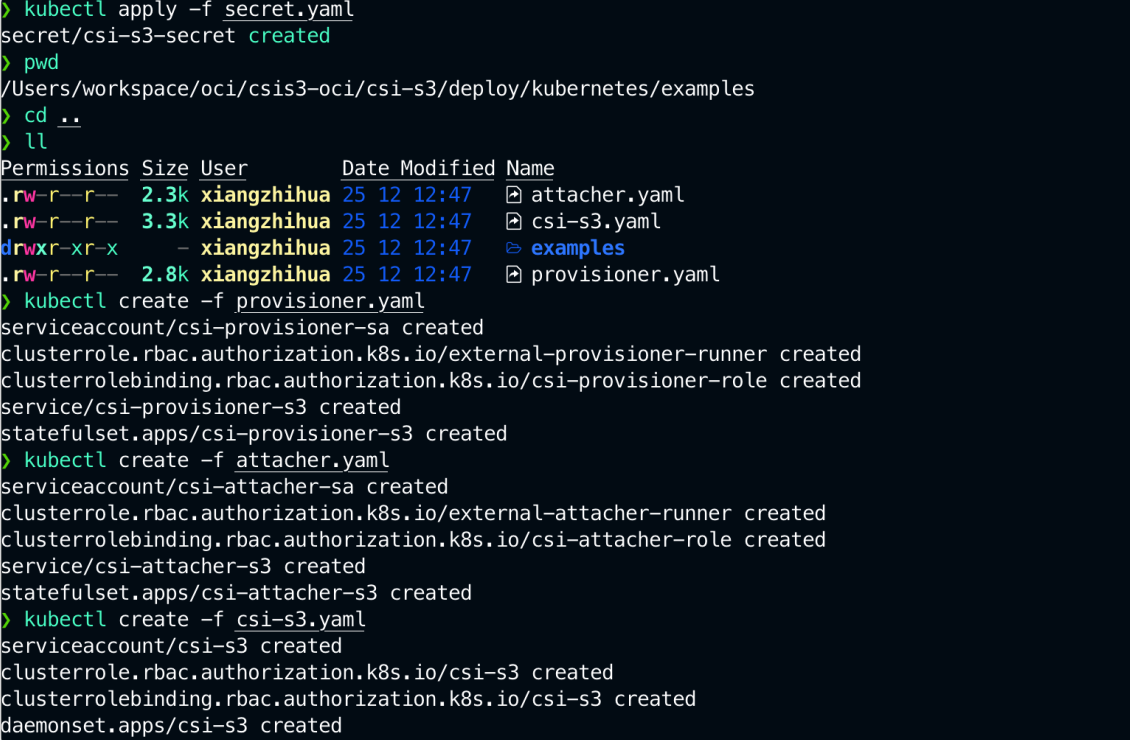 ❯ kubectl apply -f secret.yaml
secret/csi-s3-secret created
❯ pwd
/Users/workspace/oci/csis3-oci/csi-s3/deploy/kubernetes/examples
❯ cd ..
❯ ll
Permissions Size User Date Modified Name
.rw-r--r-- 2.3k xiangzhihua 25 12 12:47 attacher.yaml
.rw-r--r-- 3.3k xiangzhihua 25 12 12:47 csi-s3.yaml
drwxr-xr-x - xiangzhihua 25 12 12:47 examples
.rw-r--r-- 2.8k xiangzhihua 25 12 12:47 provisioner.yaml
❯ kubectl create -f provisioner.yaml
serviceaccount/csi-provisioner-sa created
clusterrole.rbac.authorization.k8s.io/external-provisioner-runner created
clusterrolebinding.rbac.authorization.k8s.io/csi-provisioner-role created
service/csi-provisioner-s3 created
statefulset.apps/csi-provisioner-s3 created
❯ kubectl create -f attacher.yaml
serviceaccount/csi-attacher-sa created
clusterrole.rbac.authorization.k8s.io/external-attacher-runner created
clusterrolebinding.rbac.authorization.k8s.io/csi-attacher-role created
service/csi-attacher-s3 created
statefulset.apps/csi-attacher-s3 created
❯ kubectl create -f csi-s3.yaml
serviceaccount/csi-s3 created
clusterrole.rbac.authorization.k8s.io/csi-s3 created
clusterrolebinding.rbac.authorization.k8s.io/csi-s3 created
daemonset.apps/csi-s3 created